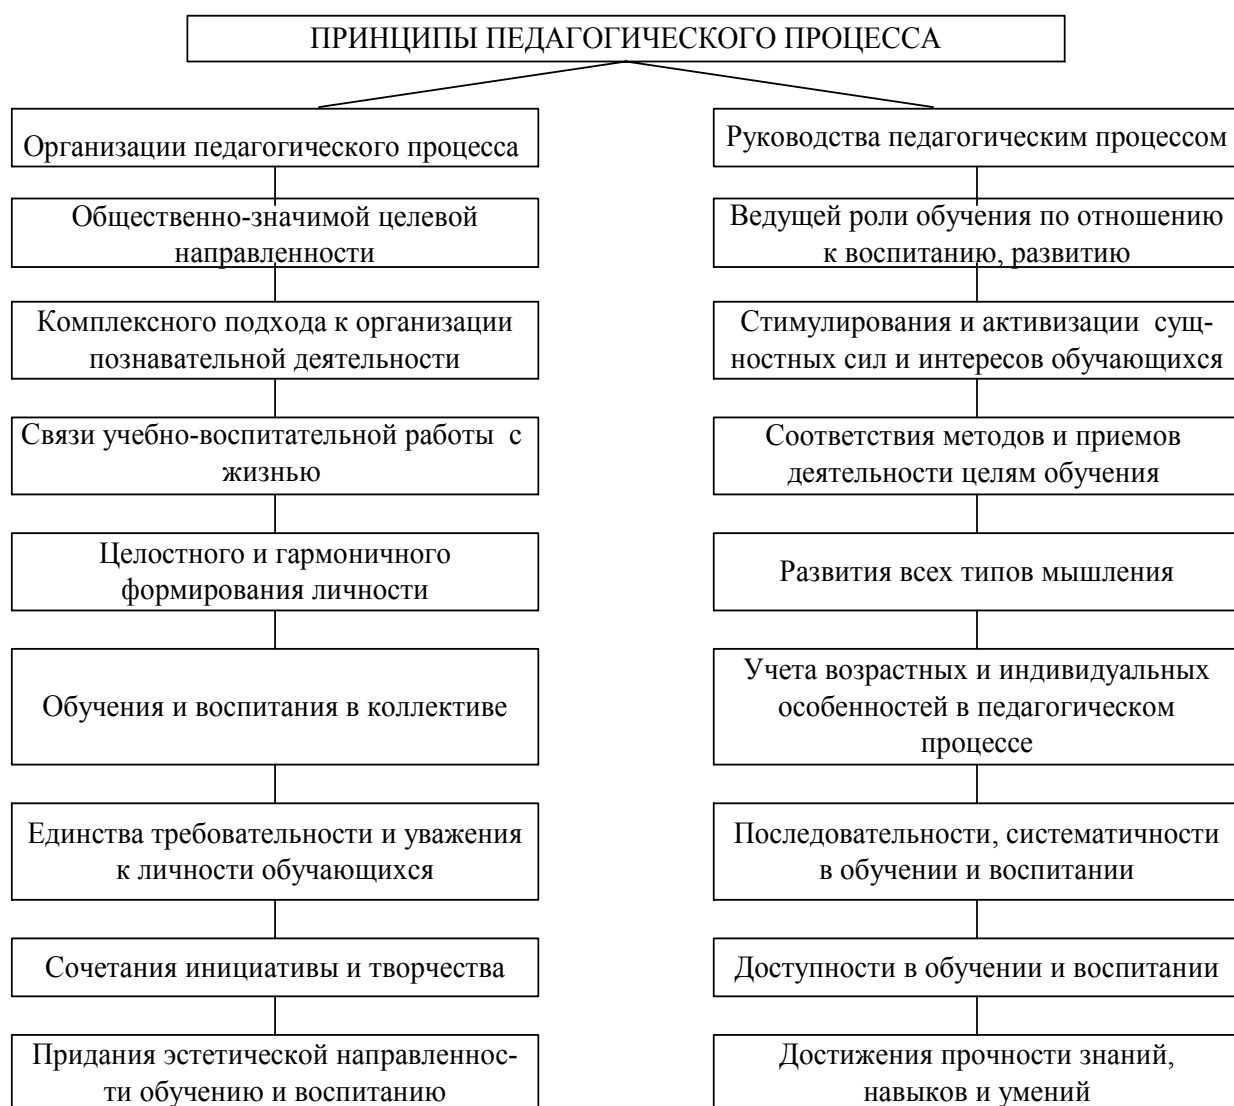 ПРИНЦИПЫ ПЕДАГОГИЧЕСКОГО ПРОЦЕССА
Организации педагогического процесса
Общественно-значимой целевой
направленности
Комплексного подхода к организации
познавательной деятельности
Связи учебно-воспитательной работы с
жизнью
Целостного и гармоничного
формирования личности
Обучения и воспитания в коллективе
Единства требовательности и уважения
к личности обучающихся
Сочетания инициативы и творчества
Придания эстетической направленнос-
ти обучению и воспитанию
Руководства педагогическим процессом
Ведущей роли обучения по отношению
к воспитанию, развитию
Стимулирования и активизации сущ-
ностных сил и интересов обучающихся
Соответствия методов и приемов
деятельности целям обучения
Развития всех типов мышления
Учета возрастных и индивидуальных
особенностей в педагогическом
процессе
Последовательности, систематичности
в обучении и воспитании
Доступности в обучении и воспитании
Достижения прочности знаний,
навыков и умений